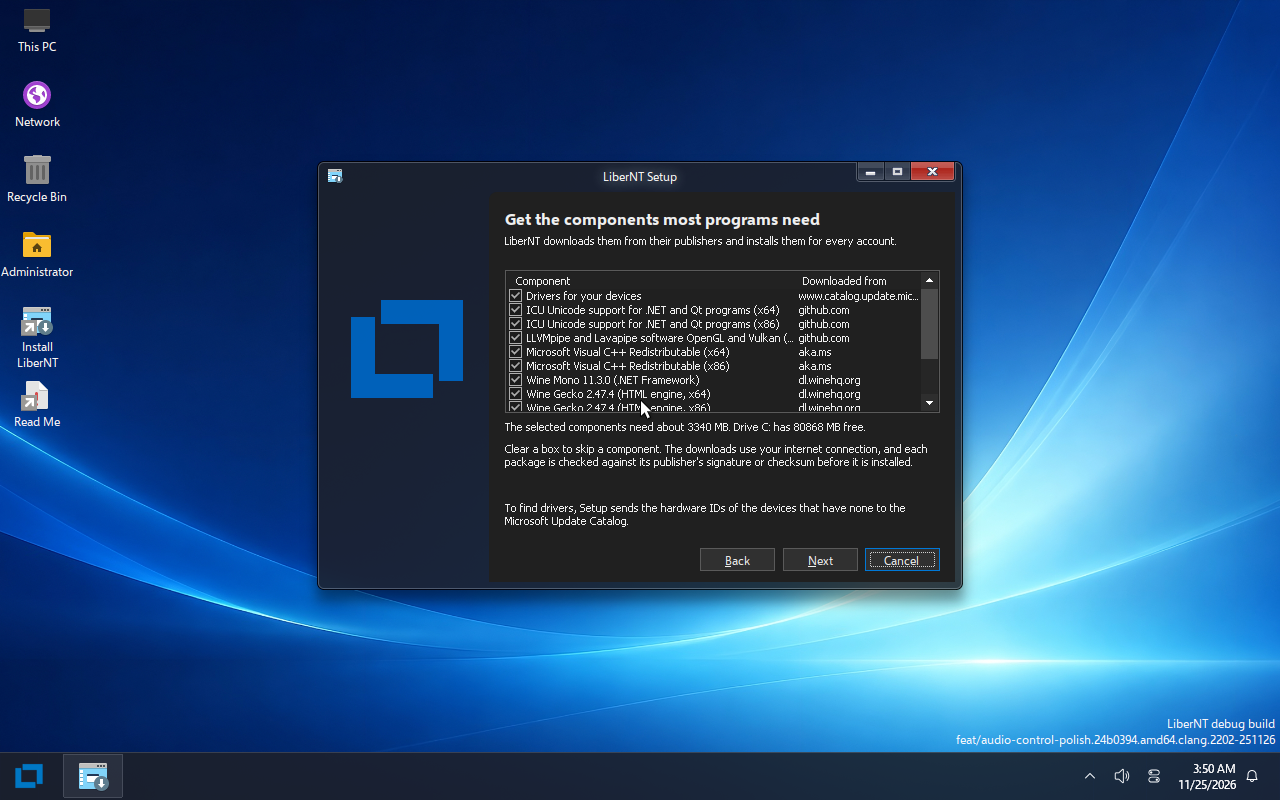 This PC
Network
Recycle Bin
Administrator
Install
LiberNT
Read Me
LiberNT Setup
Get the components most programs need
LiberNT downloads them from their publishers and installs them for every account.
Component Downloaded from
Drivers for your devices www.catalog.update.mic...
ICU Unicode support for .NET and Qt programs (x64) github.com
ICU Unicode support for .NET and Qt programs (x86) github.com
LLVMpipe and Lavapipe software OpenGL and Vulkan (... github.com
Microsoft Visual C++ Redistributable (x64) aka.ms
Microsoft Visual C++ Redistributable (x86) aka.ms
Wine Mono 11.3.0 (.NET Framework) dl.winehq.org
Wine Gecko 2.47.4 (HTML engine, x64) dl.winehq.org
Wine Gecko 2.47.4 (HTML engine, x86) dl.winehq.org
The selected components need about 3340 MB. Drive C: has 80868 MB free.
Clear a box to skip a component. The downloads use your internet connection, and each
package is checked against its publisher's signature or checksum before it is installed.
To find drivers, Setup sends the hardware IDs of the devices that have none to the
Microsoft Update Catalog.
Back Next Cancel
LiberNT debug build
feat/audio-control-polish.24b0394.amd64.clang.2202-251126
3:50 AM
11/25/2026